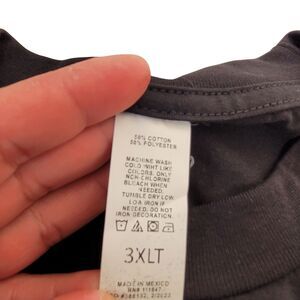 50% COTTON
50% POLYESTER
MACHINE WASH
COLD WIHT LIKE
COLORS. ONLY
NON-CHLORINE
BLEACH WHEN
NEEDED.
TUMBLE DRY LOW.
LOW IRON IF
NEEDED. DO NOT
IRON DECORATION.
3XLT
MADE IN MEXICO